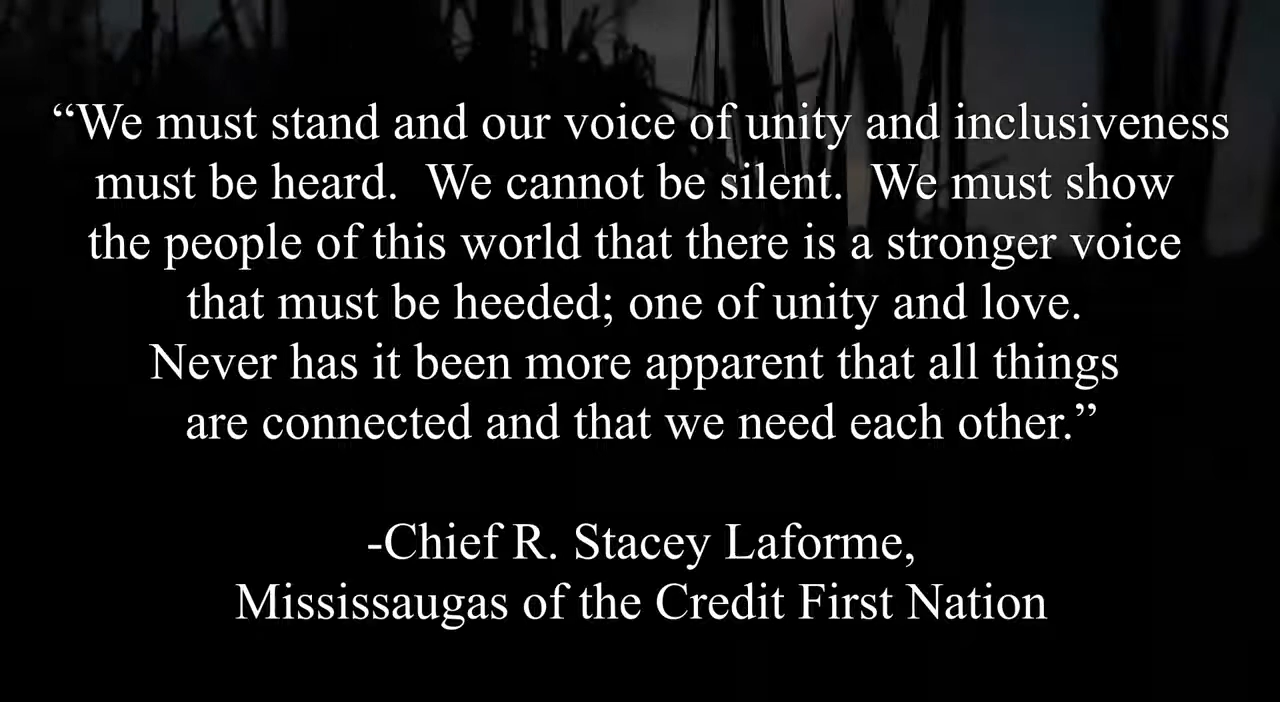 “We must stand and our voice of unity and inclusiveness
must be heard.  We cannot be silent.  We must show
the people of this world that there is a stronger voice
that must be heeded; one of unity and love.
Never has it been more apparent that all things
are connected and that we need each other.”
-Chief R. Stacey Laforme,
Mississaugas of the Credit First Nation